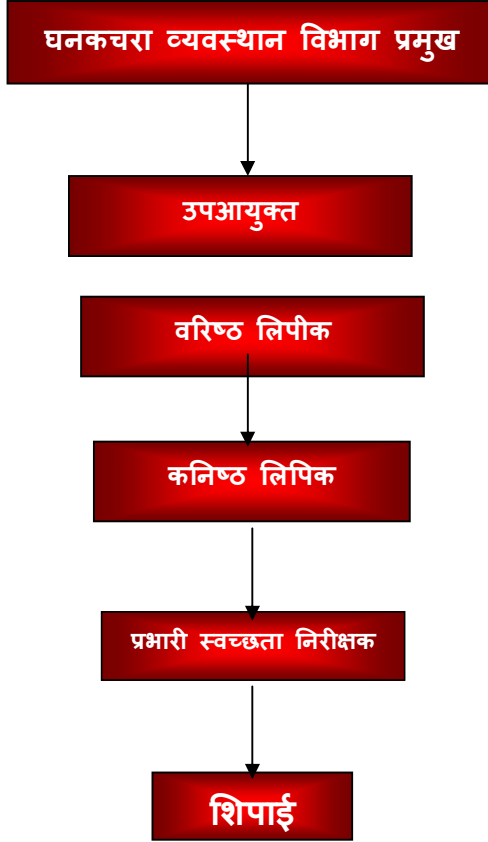 घनकचरा व्यवस्थान विभाग प्रमुख
उपआयुक्त
वरिष्ठ लिपीक
कनिष्ठ लिपिक
प्रभारी स्वच्छता निरीक्षक
शिपाई